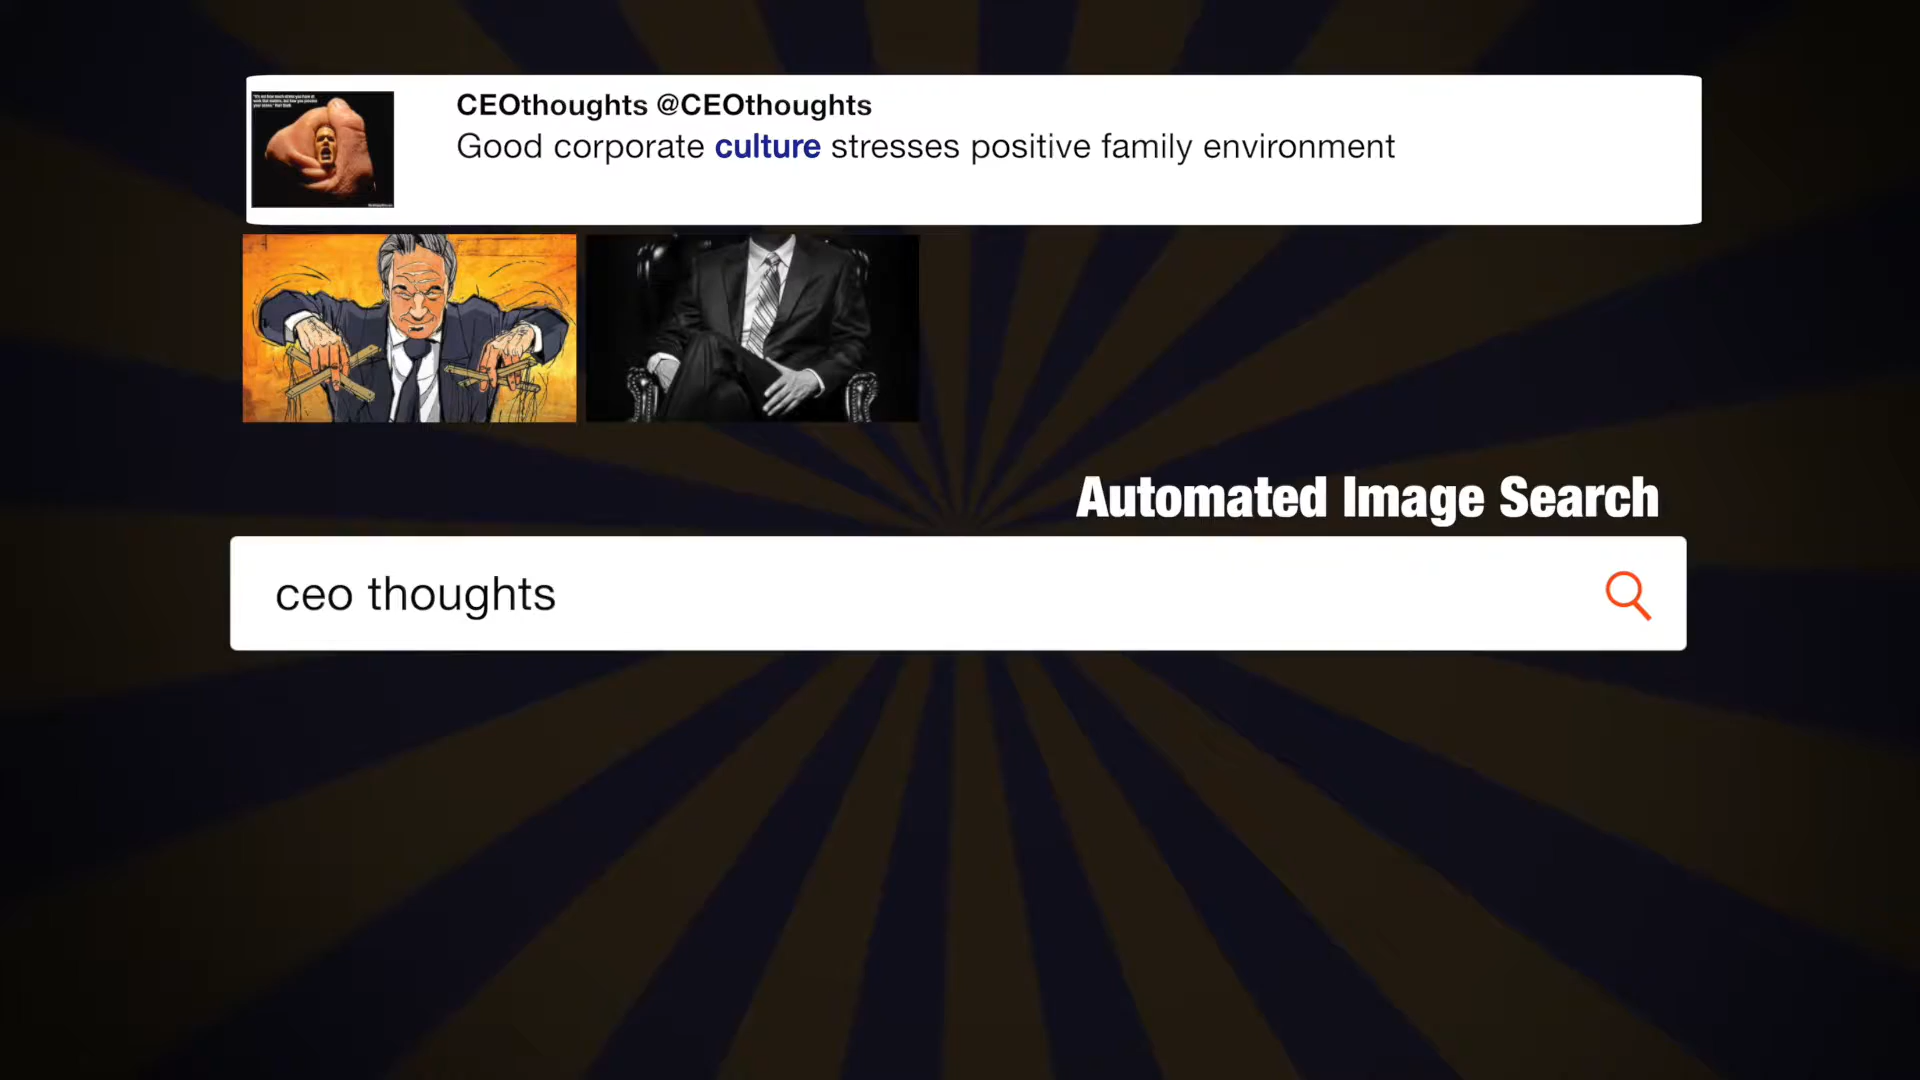 CEOthoughts @CEOthoughts
Good corporate culture stresses positive family environment
Automated Image Search
ceo thoughts